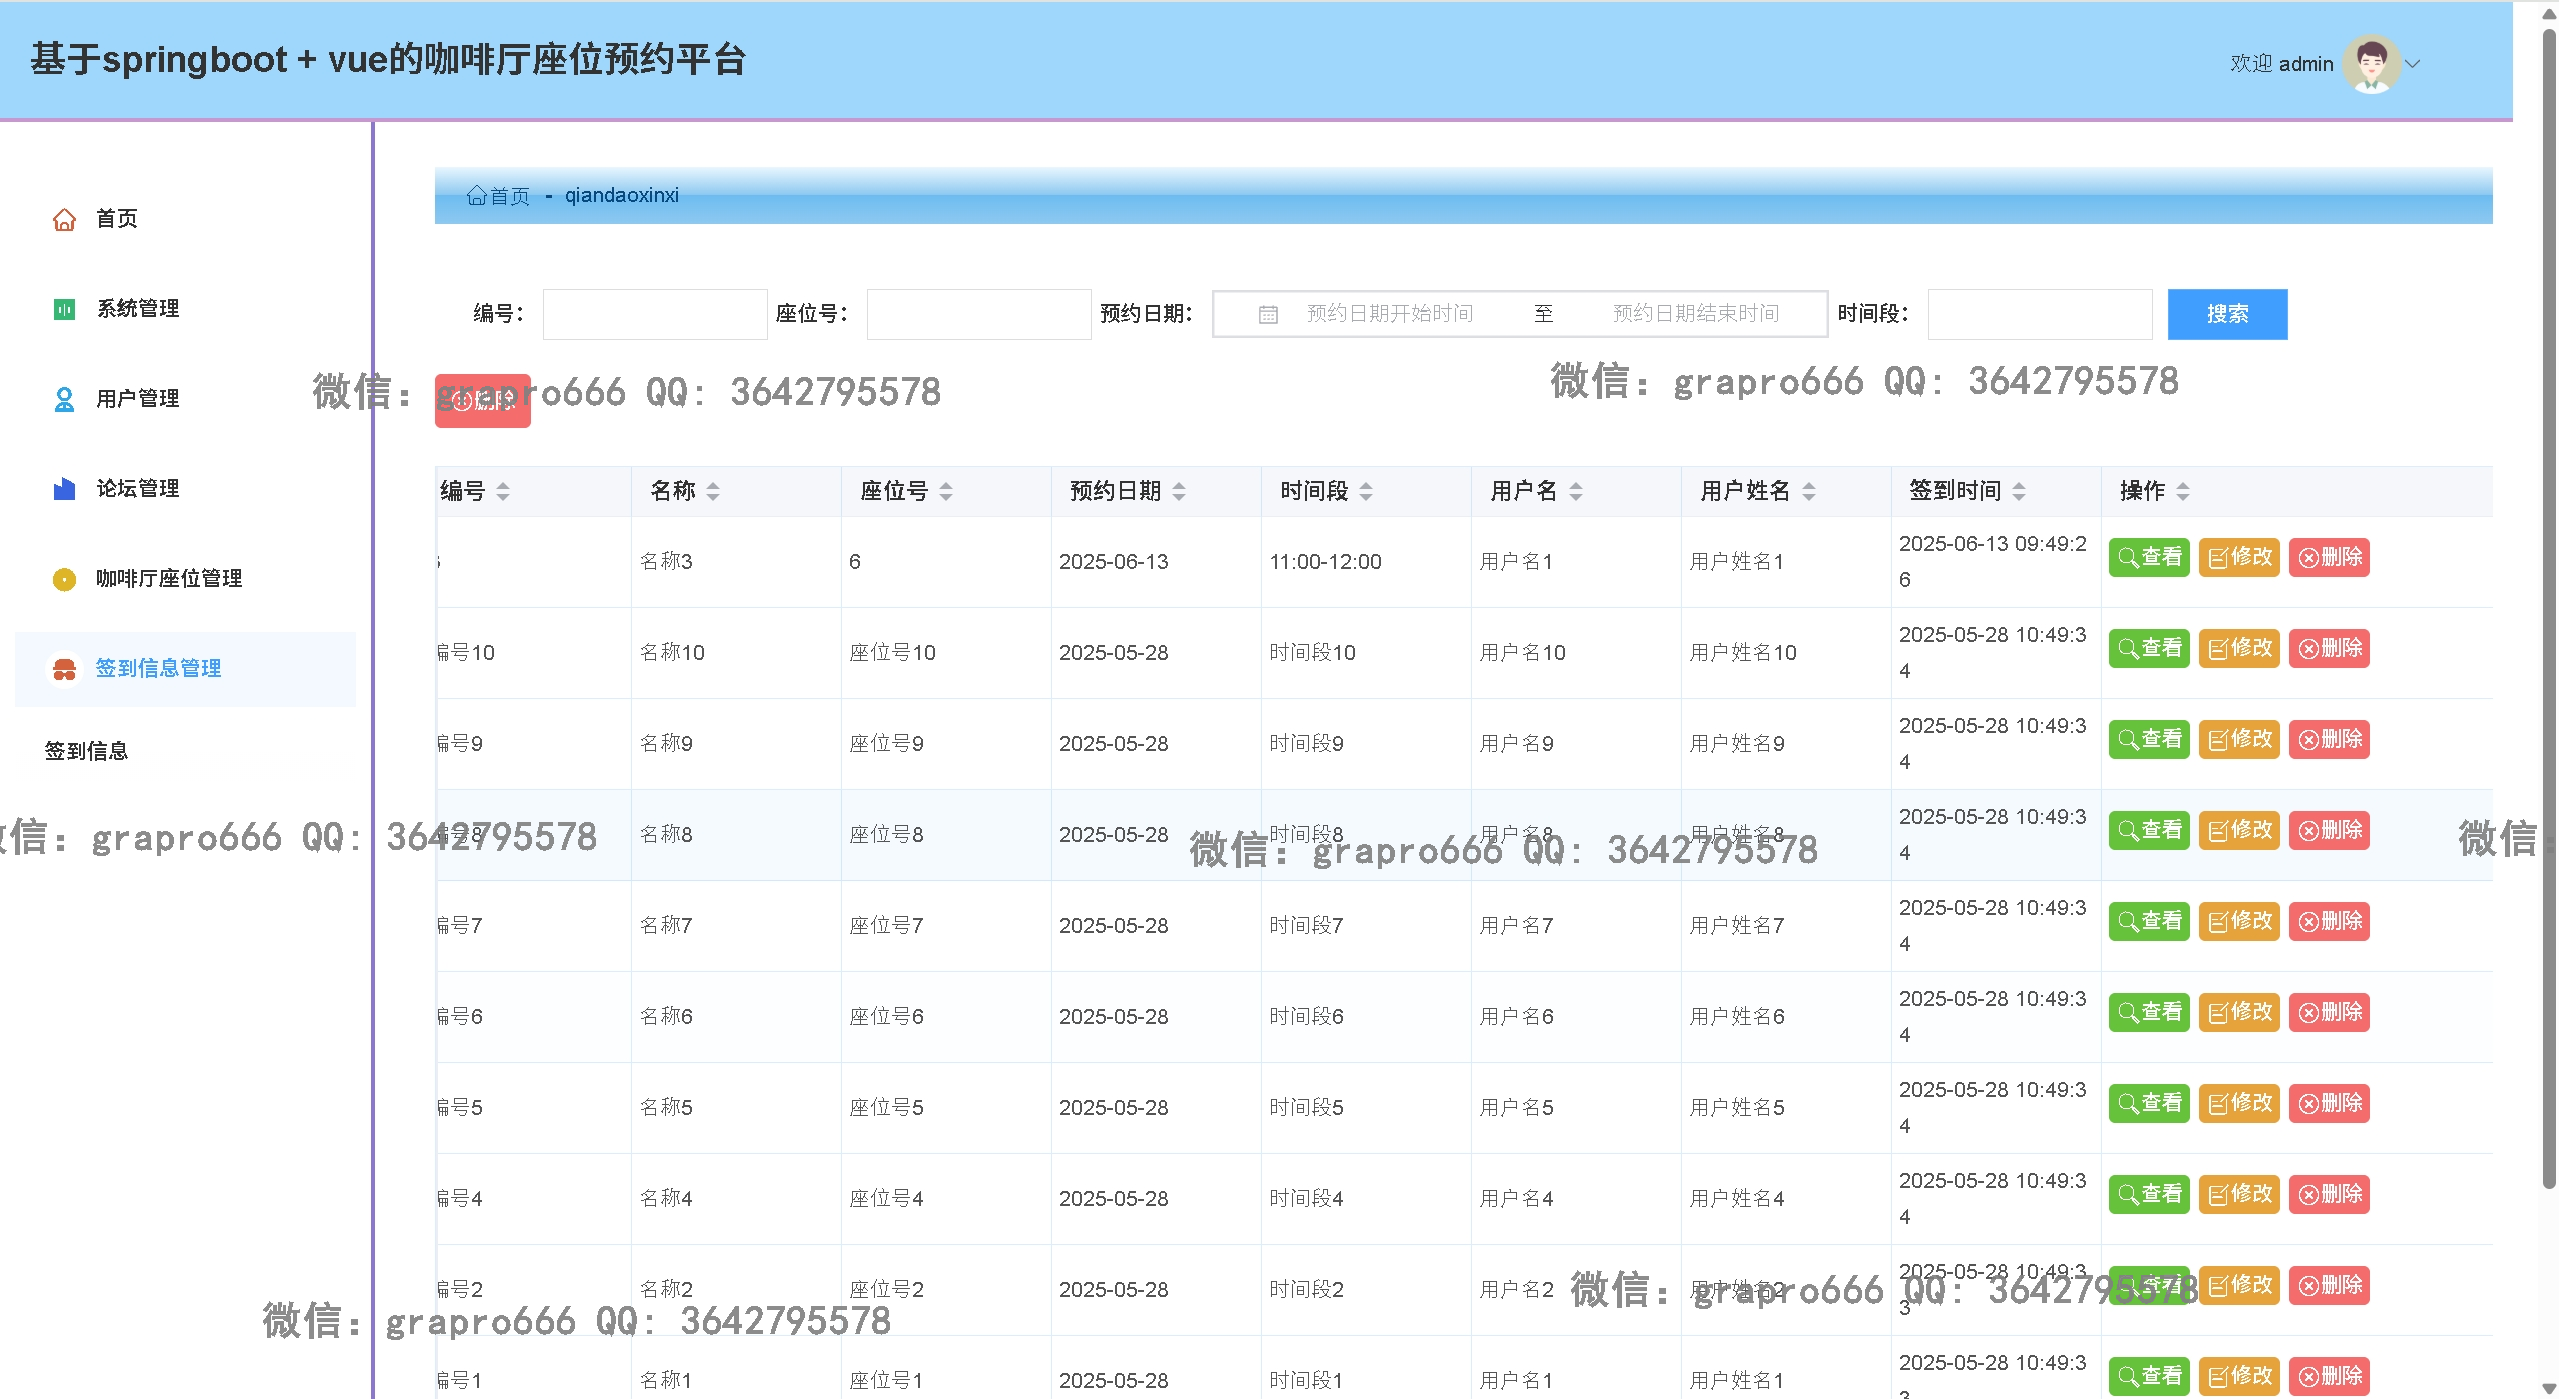 基于springboot + vue的咖啡厅座位预约平台
欢迎 admin
首页 - qiandaoxinxi
首页
系统管理
用户管理
论坛管理
咖啡厅座位管理
签到信息管理
签到信息
编号： 座位号： 预约日期： 预约日期开始时间 至 预约日期结束时间 时间段： 搜索
删除
微信：grapro666 QQ：3642795578
微信：grapro666 QQ：3642795578
编号 名称 座位号 预约日期 时间段 用户名 用户姓名 签到时间 操作
名称3 6 2025-06-13 11:00-12:00 用户名1 用户姓名1 2025-06-13 09:49:26 查看 修改 删除
编号10 名称10 座位号10 2025-05-28 时间段10 用户名10 用户姓名10 2025-05-28 10:49:34 查看 修改 删除
编号9 名称9 座位号9 2025-05-28 时间段9 用户名9 用户姓名9 2025-05-28 10:49:34 查看 修改 删除
编号8 名称8 座位号8 2025-05-28 时间段8 用户名8 用户姓名8 2025-05-28 10:49:34 查看 修改 删除
微信：grapro666 QQ：3642795578
微信：grapro666 QQ：3642795578
微信：
编号7 名称7 座位号7 2025-05-28 时间段7 用户名7 用户姓名7 2025-05-28 10:49:34 查看 修改 删除
编号6 名称6 座位号6 2025-05-28 时间段6 用户名6 用户姓名6 2025-05-28 10:49:34 查看 修改 删除
编号5 名称5 座位号5 2025-05-28 时间段5 用户名5 用户姓名5 2025-05-28 10:49:34 查看 修改 删除
编号4 名称4 座位号4 2025-05-28 时间段4 用户名4 用户姓名4 2025-05-28 10:49:34 查看 修改 删除
编号2 名称2 座位号2 2025-05-28 时间段2 用户名2 用户姓名2 2025-05-28 10:49:33 查看 修改 删除
微信：grapro666 QQ：3642795578
微信：grapro666 QQ：3642795578
编号1 名称1 座位号1 2025-05-28 时间段1 用户名1 用户姓名1 2025-05-28 10:49:33 查看 修改 删除